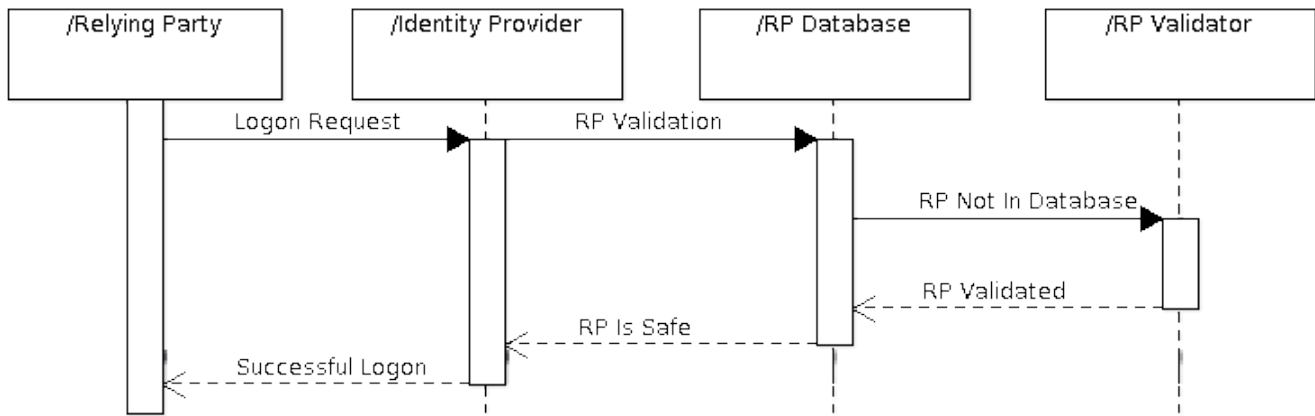 /Relying Party
/Identity Provider
/RP Database
/RP Validator
Logon Request
RP Validation
RP Not In Database
RP Validated
RP Is Safe
Successful Logon